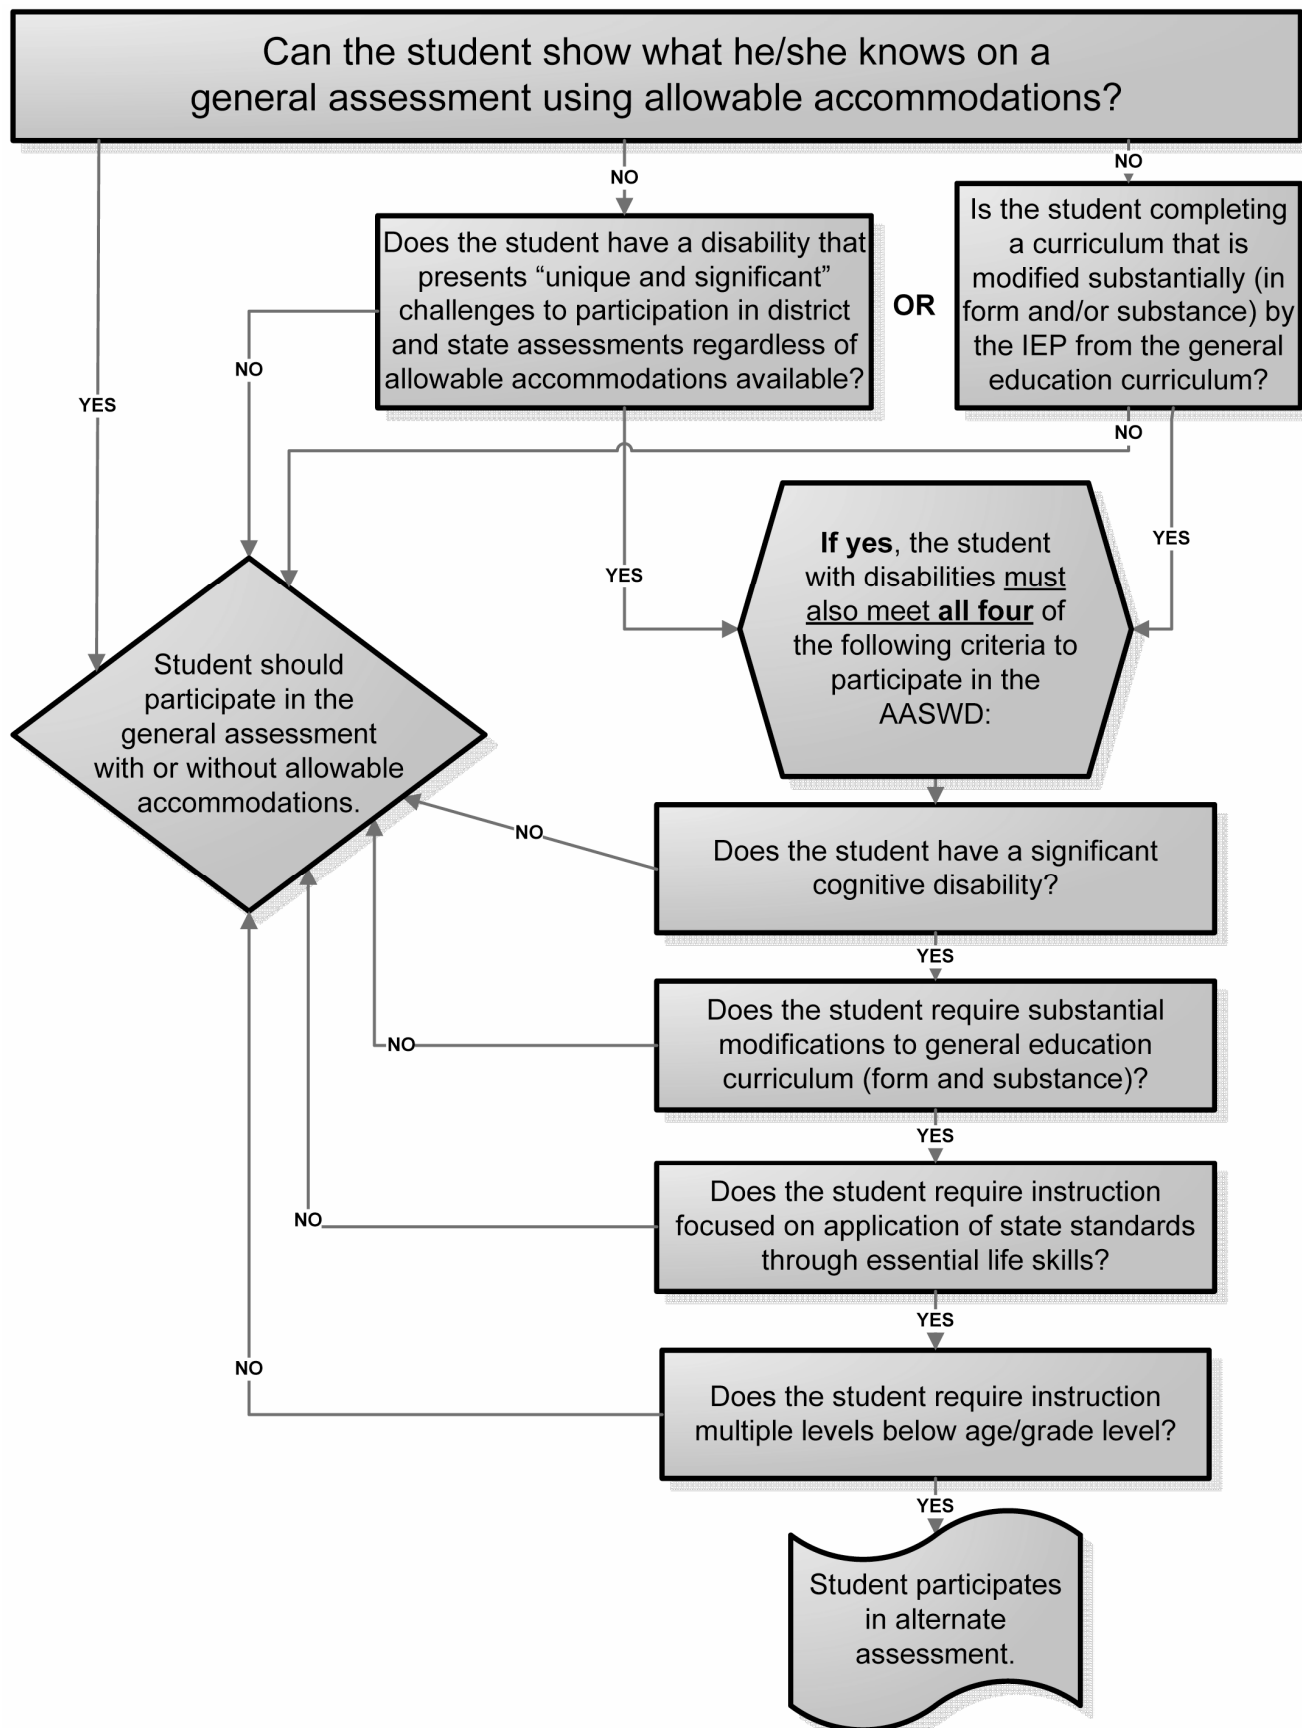 Can the student show what he/she knows on a
general assessment using allowable accommodations?
NO
NO
Does the student have a disability that
presents “unique and significant”
challenges to participation in district
and state assessments regardless of
allowable accommodations available?
OR
Is the student completing
a curriculum that is
modified substantially (in
form and/or substance) by
the IEP from the general
education curriculum?
NO
YES
NO
YES
YES
If yes, the student
with disabilities must
also meet all four of
the following criteria to
participate in the
AASWD:
Student should
participate in the
general assessment
with or without allowable
accommodations.
NO
Does the student have a significant
cognitive disability?
YES
NO
Does the student require substantial
modifications to general education
curriculum (form and substance)?
YES
NO
Does the student require instruction
focused on application of state standards
through essential life skills?
YES
NO
Does the student require instruction
multiple levels below age/grade level?
YES
Student participates
in alternate
assessment.